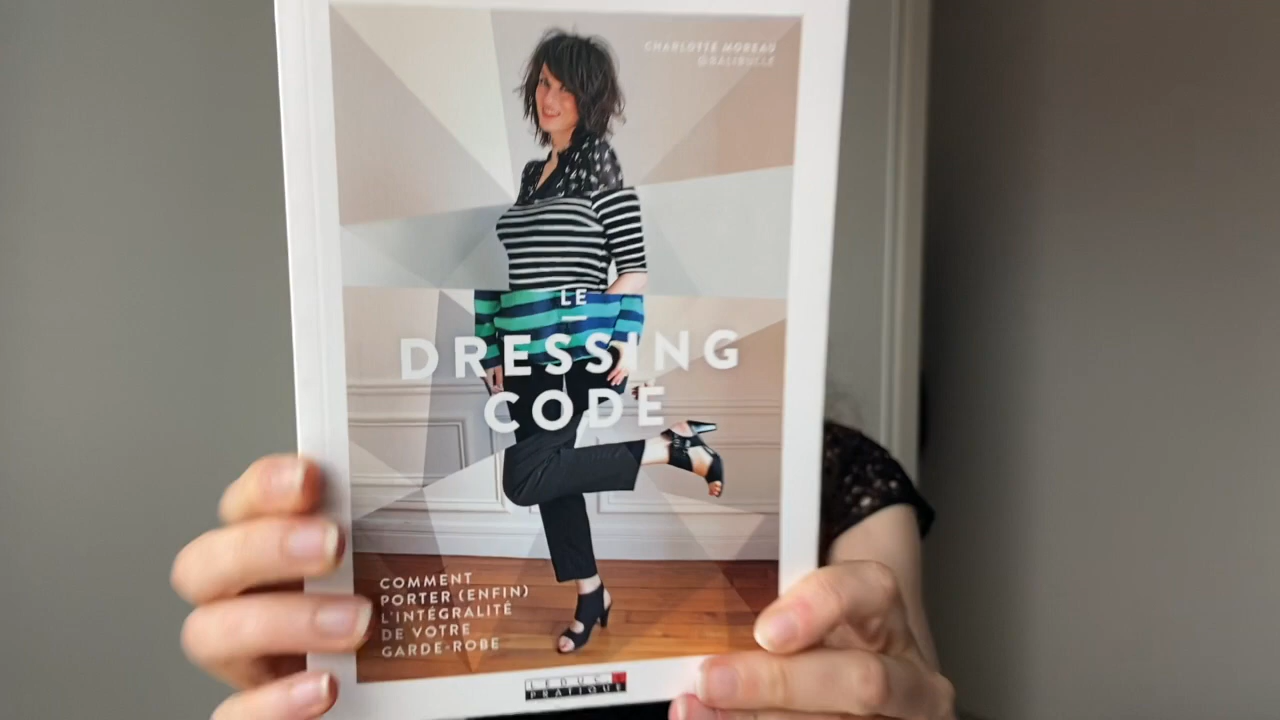 CHARLOTTE MOREAU
@BALIBULLE
LE
DRESSING
CODE
COMMENT
PORTER (ENFIN)
L'INTÉGRALITÉ
DE VOTRE
GARDE-ROBE
LEDUC
PRATIQUE